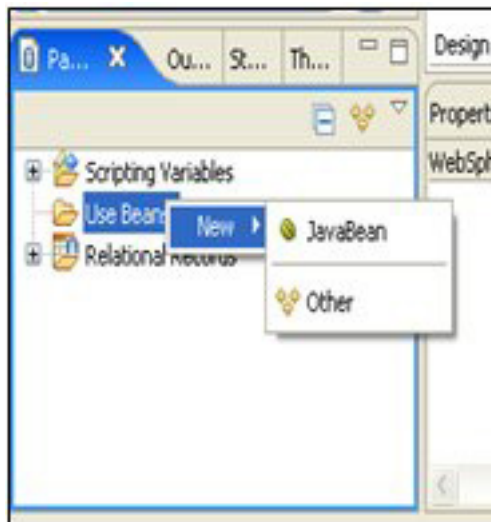 Pa... Ou... St... Th... Design
Propert
WebSph
Scripting Variables
Use Beans New JavaBean
Relational Records
Other